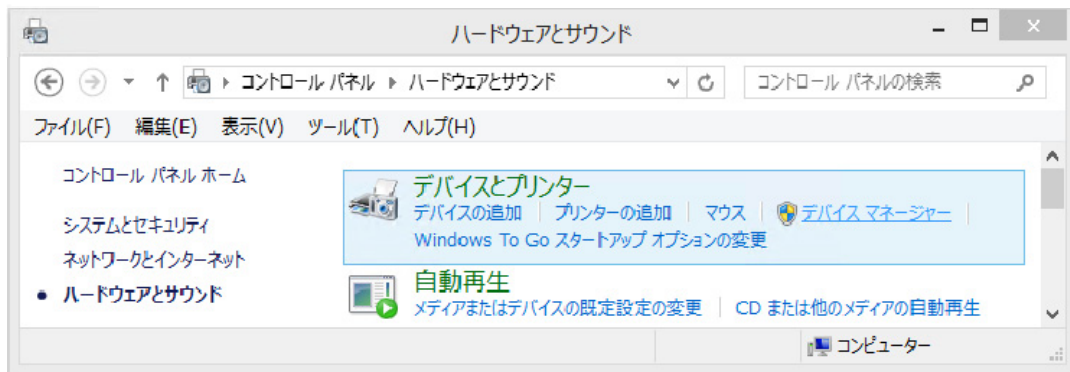 ハードウェアとサウンド
コントロール パネル ハードウェアとサウンド コントロール パネルの検索
ファイル(F) 編集(E) 表示(V) ツール(T) ヘルプ(H)
コントロール パネル ホーム
システムとセキュリティ
ネットワークとインターネット
ハードウェアとサウンド
デバイスとプリンター
デバイスの追加 プリンターの追加 マウス デバイス マネージャー
Windows To Go スタートアップ オプションの変更
自動再生
メディアまたはデバイスの既定設定の変更 CD または他のメディアの自動再生
コンピューター